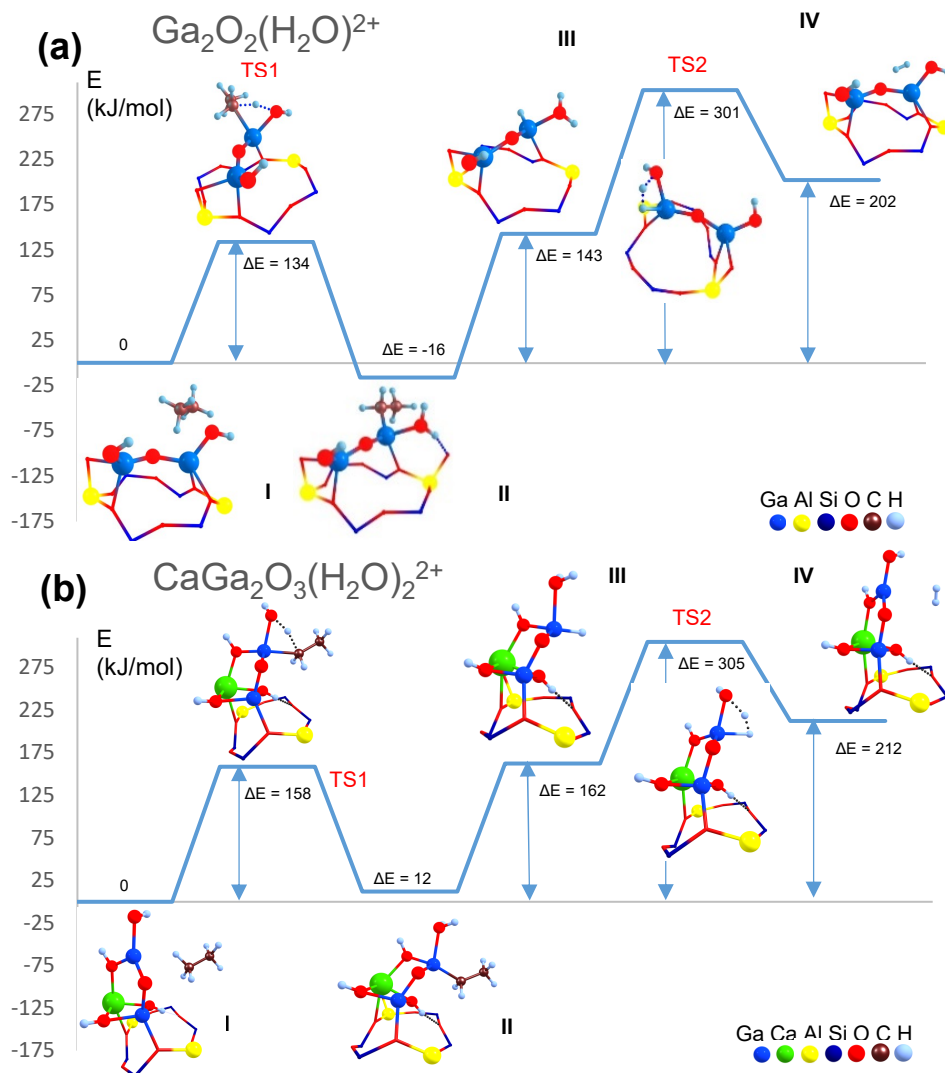 (a)
Ga₂O₂(H₂O)²⁺
III
IV
E
(kJ/mol)
TS1
TS2
275
225
175
125
75
25
-25
-75
-125
-175
0
ΔE = 134
ΔE = -16
ΔE = 143
ΔE = 301
ΔE = 202
I
II
Ga Al Si O C H
(b)
CaGa₂O₃(H₂O)₂²⁺
III
IV
E
(kJ/mol)
TS1
TS2
275
225
175
125
75
25
-25
-75
-125
-175
0
ΔE = 158
ΔE = 12
ΔE = 162
ΔE = 305
ΔE = 212
I
II
Ga Ca Al Si O C H